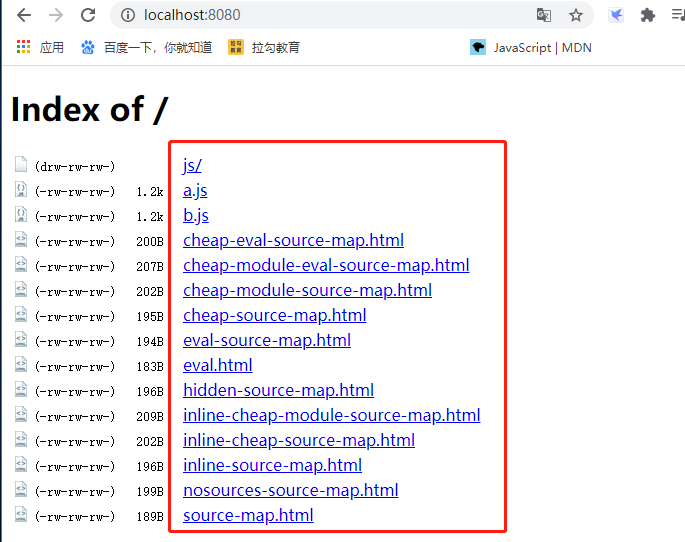 localhost:8080
应用 百度一下，你就知道 拉勾教育 JavaScript | MDN
Index of /
(drw-rw-rw-) js/
(-rw-rw-rw-) 1.2k a.js
(-rw-rw-rw-) 1.2k b.js
(-rw-rw-rw-) 200B cheap-eval-source-map.html
(-rw-rw-rw-) 207B cheap-module-eval-source-map.html
(-rw-rw-rw-) 202B cheap-module-source-map.html
(-rw-rw-rw-) 195B cheap-source-map.html
(-rw-rw-rw-) 194B eval-source-map.html
(-rw-rw-rw-) 183B eval.html
(-rw-rw-rw-) 196B hidden-source-map.html
(-rw-rw-rw-) 209B inline-cheap-module-source-map.html
(-rw-rw-rw-) 202B inline-cheap-source-map.html
(-rw-rw-rw-) 196B inline-source-map.html
(-rw-rw-rw-) 199B nosources-source-map.html
(-rw-rw-rw-) 189B source-map.html